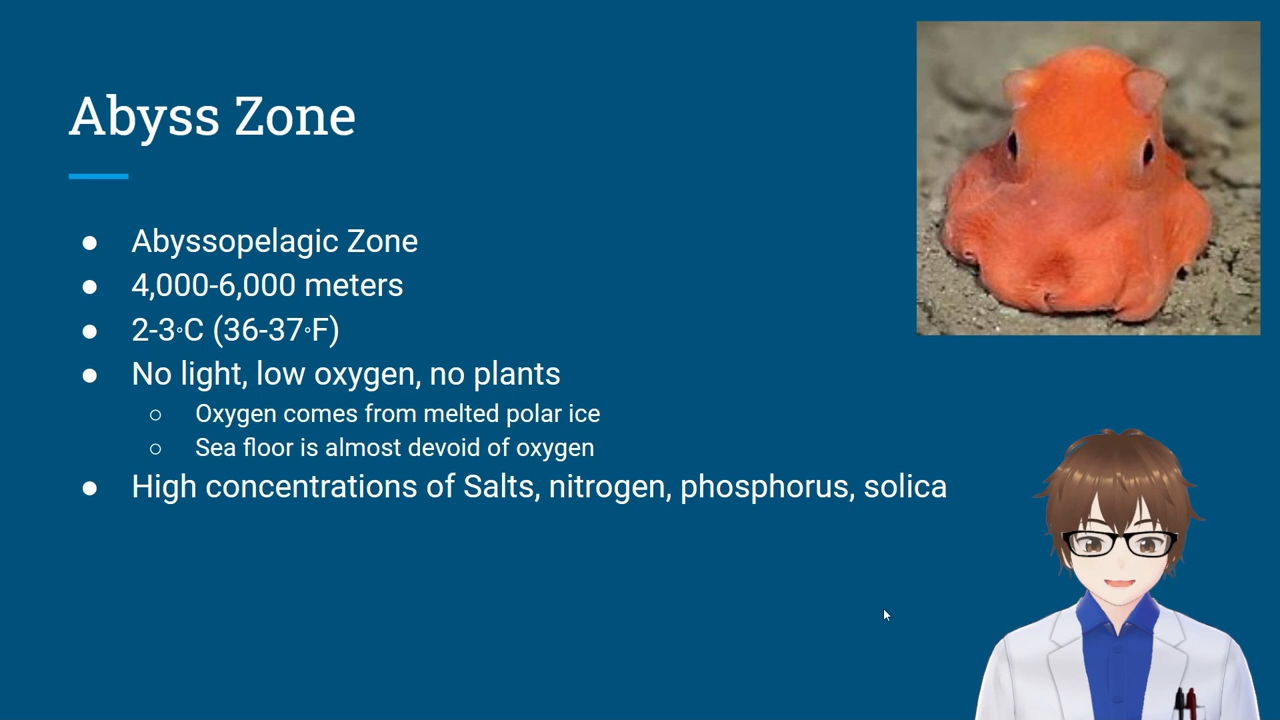 Abyss Zone
● Abyssopelagic Zone
● 4,000-6,000 meters
● 2-3◦C (36-37◦F)
● No light, low oxygen, no plants
○ Oxygen comes from melted polar ice
○ Sea floor is almost devoid of oxygen
● High concentrations of Salts, nitrogen, phosphorus, solica